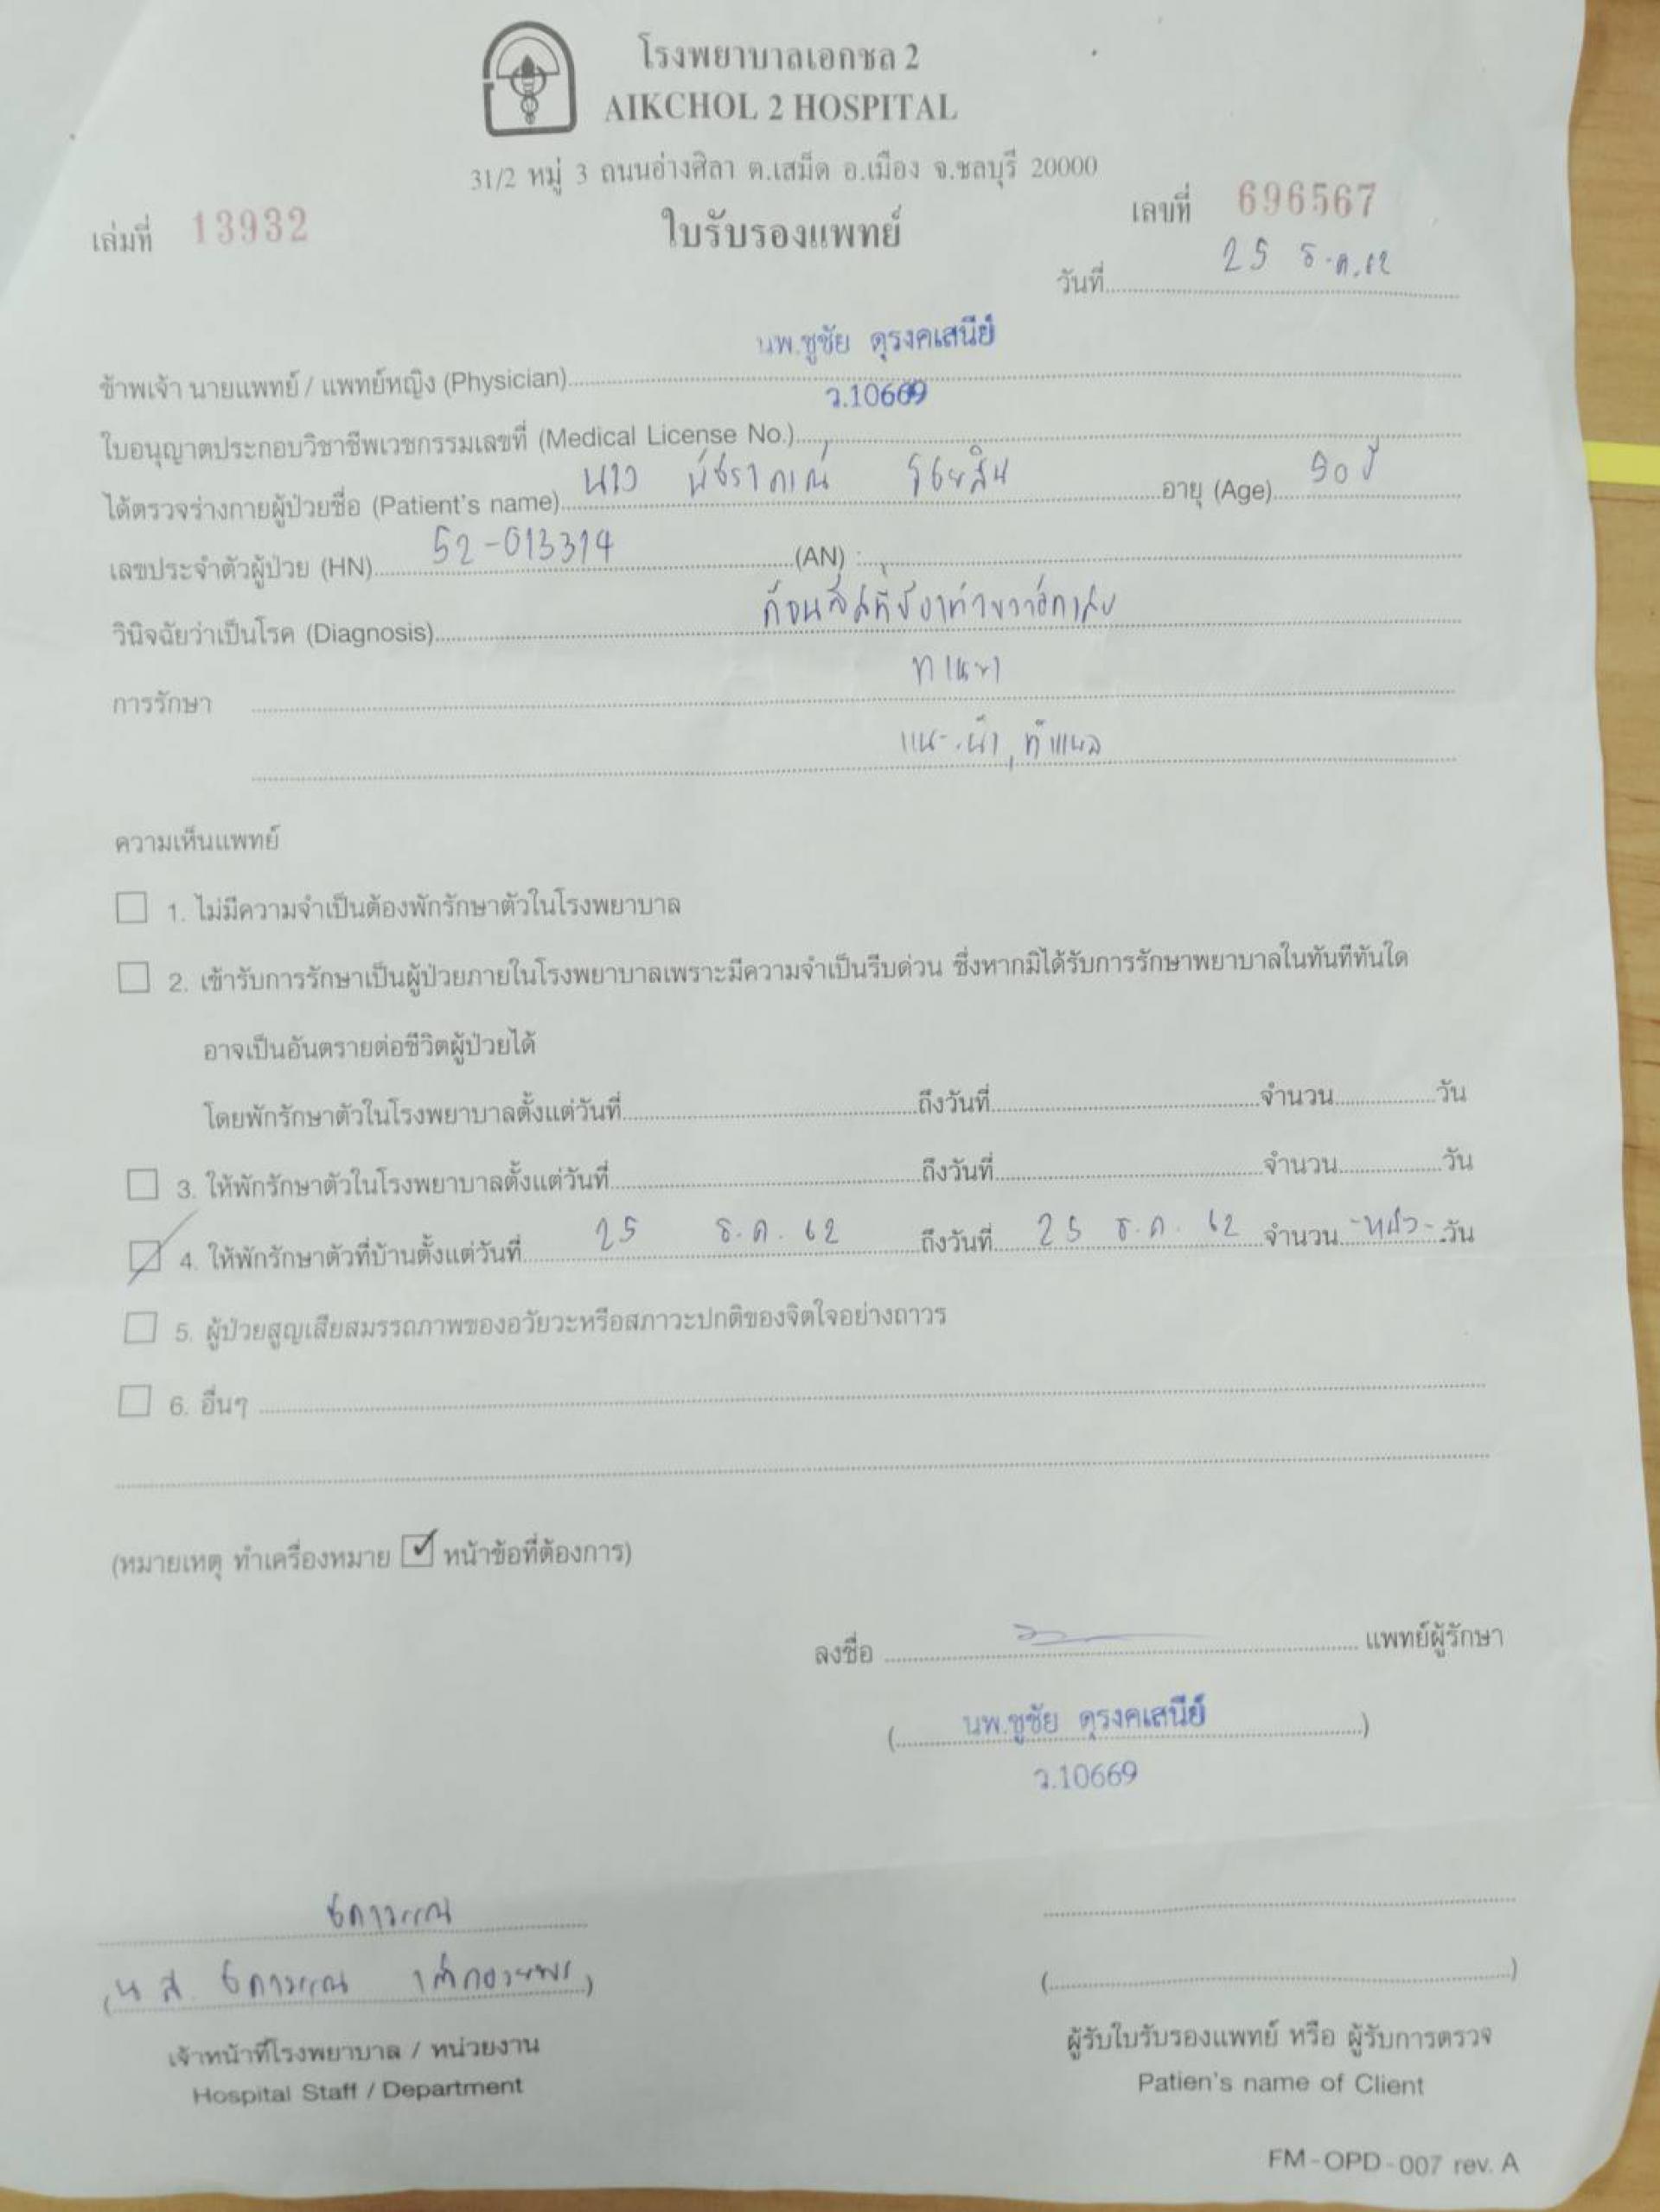 โรงพยาบาลเอกชล 2
AIKCHOL 2 HOSPITAL
31/2 หมู่ 3 ถนนอ่างศิลา ต.เสม็ด อ.เมือง จ.ชลบุรี 20000
เล่มที่ 13932 เลขที่ 696567
ใบรับรองแพทย์
วันที่ 25 ธ.ค. 62
นพ.ชูชัย ดุรงคเสนีย์
ข้าพเจ้า นายแพทย์ / แพทย์หญิง (Physician)
ว.10669
ใบอนุญาตประกอบวิชาชีพเวชกรรมเลขที่ (Medical License No.)
ได้ตรวจร่างกายผู้ป่วยชื่อ (Patient's name) นาง พัชราภรณ์ อายุ (Age) ปี
เลขประจำตัวผู้ป่วย (HN) 52-013314 (AN) :
วินิจฉัยว่าเป็นโรค (Diagnosis)
การรักษา
แนะนำ, ทำแผล
ความเห็นแพทย์
1. ไม่มีความจำเป็นต้องพักรักษาตัวในโรงพยาบาล
2. เข้ารับการรักษาเป็นผู้ป่วยภายในโรงพยาบาลเพราะมีความจำเป็นรีบด่วน ซึ่งหากมิได้รับการรักษาพยาบาลในทันทีทันใด
อาจเป็นอันตรายต่อชีวิตผู้ป่วยได้
โดยพักรักษาตัวในโรงพยาบาลตั้งแต่วันที่ ถึงวันที่ จำนวน วัน
3. ให้พักรักษาตัวในโรงพยาบาลตั้งแต่วันที่ ถึงวันที่ จำนวน วัน
4. ให้พักรักษาตัวที่บ้านตั้งแต่วันที่ 25 ธ.ค. 62 ถึงวันที่ 25 ธ.ค. 62 จำนวน -หนึ่ง- วัน
5. ผู้ป่วยสูญเสียสมรรถภาพของอวัยวะหรือสภาวะปกติของจิตใจอย่างถาวร
6. อื่นๆ
(หมายเหตุ ทำเครื่องหมาย ☑ หน้าข้อที่ต้องการ)
ลงชื่อ แพทย์ผู้รักษา
(นพ.ชูชัย ดุรงคเสนีย์)
ว.10669
น.ส.
เจ้าหน้าที่โรงพยาบาล / หน่วยงาน
Hospital Staff / Department
ผู้รับใบรับรองแพทย์ หรือ ผู้รับการตรวจ
Patien's name of Client
FM-OPD-007 rev. A